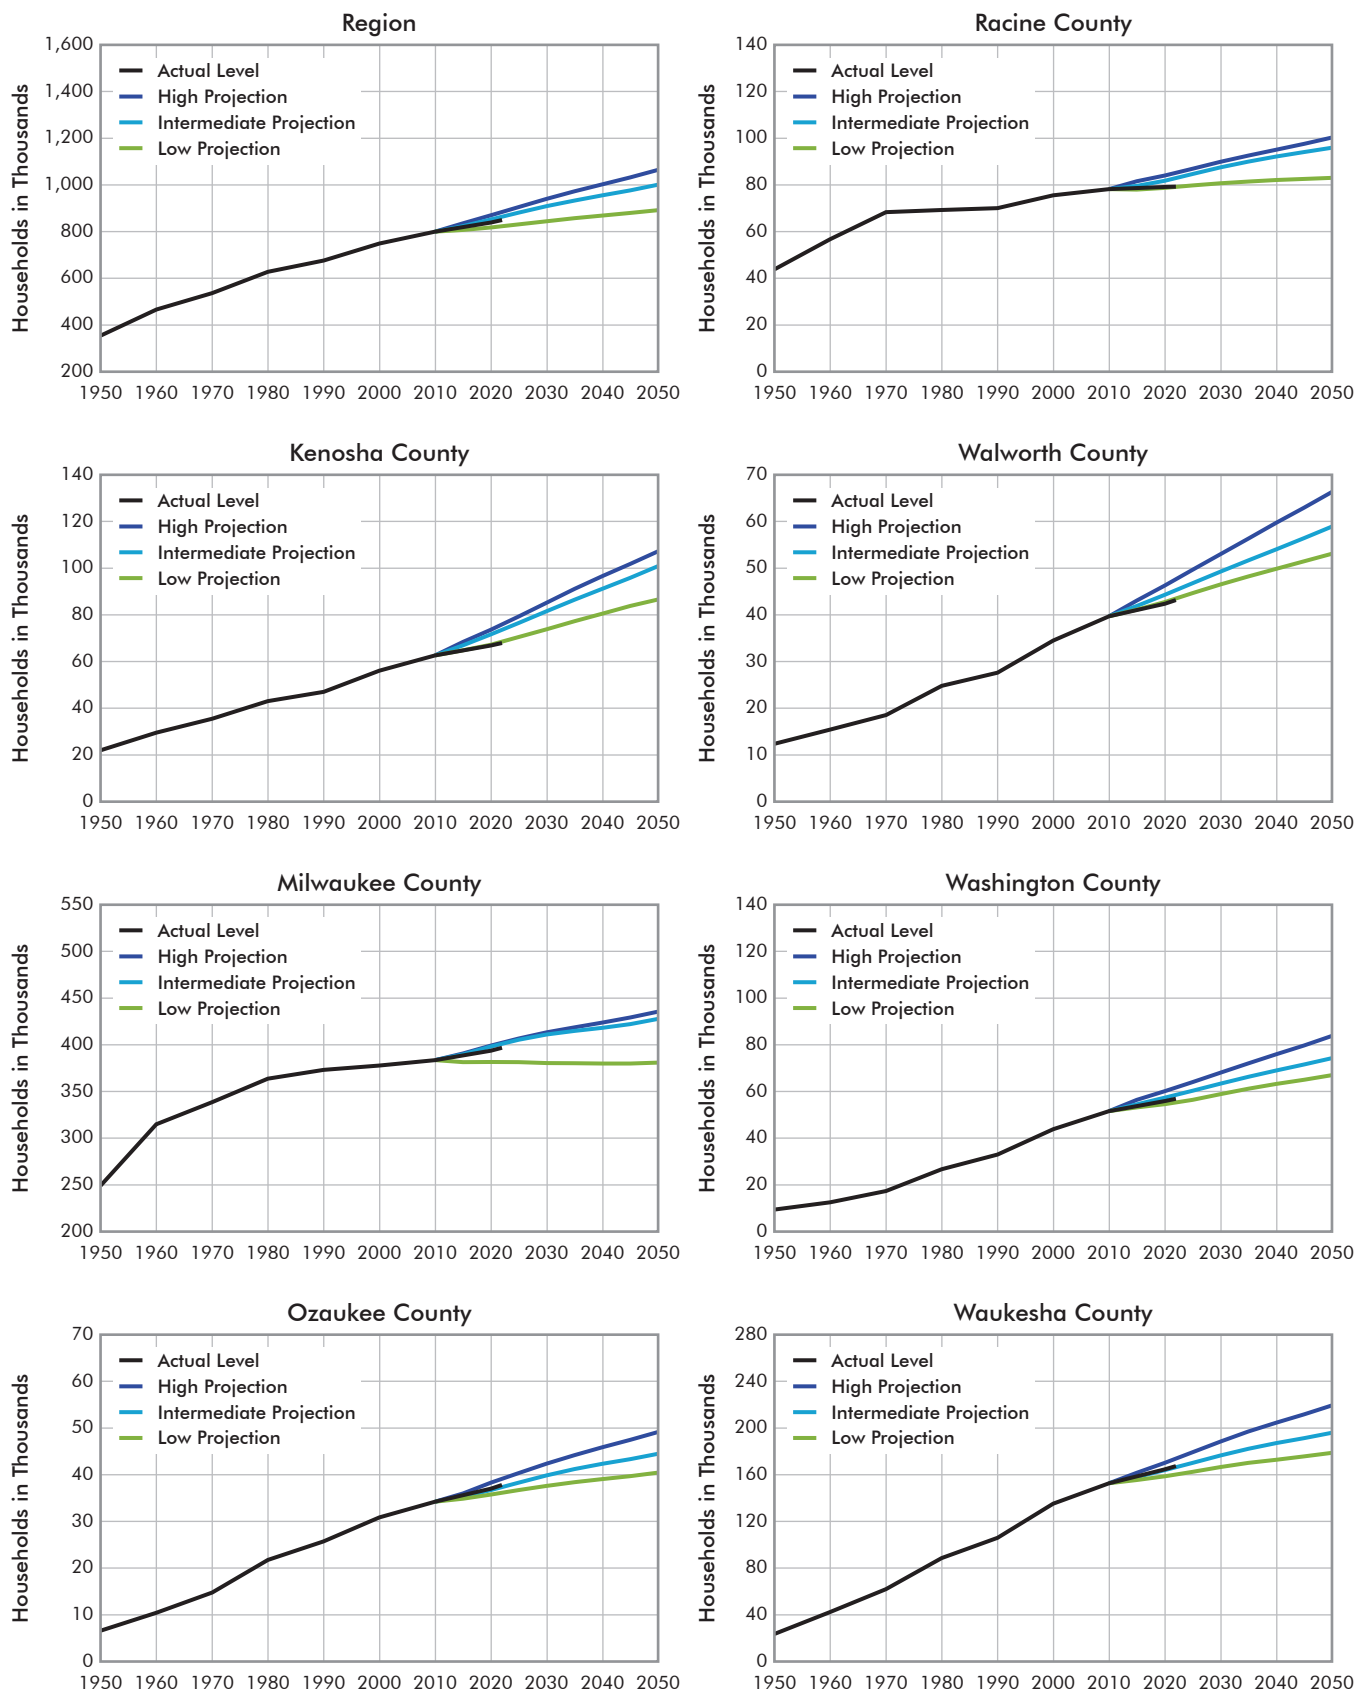 Region
Households in Thousands
1,600
1,400
1,200
1,000
800
600
400
200
Actual Level
High Projection
Intermediate Projection
Low Projection
1950 1960 1970 1980 1990 2000 2010 2020 2030 2040 2050
Racine County
Households in Thousands
140
120
100
80
60
40
20
0
Actual Level
High Projection
Intermediate Projection
Low Projection
1950 1960 1970 1980 1990 2000 2010 2020 2030 2040 2050
Kenosha County
Households in Thousands
140
120
100
80
60
40
20
0
Actual Level
High Projection
Intermediate Projection
Low Projection
1950 1960 1970 1980 1990 2000 2010 2020 2030 2040 2050
Walworth County
Households in Thousands
70
60
50
40
30
20
10
0
Actual Level
High Projection
Intermediate Projection
Low Projection
1950 1960 1970 1980 1990 2000 2010 2020 2030 2040 2050
Milwaukee County
Households in Thousands
550
500
450
400
350
300
250
200
Actual Level
High Projection
Intermediate Projection
Low Projection
1950 1960 1970 1980 1990 2000 2010 2020 2030 2040 2050
Washington County
Households in Thousands
140
120
100
80
60
40
20
0
Actual Level
High Projection
Intermediate Projection
Low Projection
1950 1960 1970 1980 1990 2000 2010 2020 2030 2040 2050
Ozaukee County
Households in Thousands
70
60
50
40
30
20
10
0
Actual Level
High Projection
Intermediate Projection
Low Projection
1950 1960 1970 1980 1990 2000 2010 2020 2030 2040 2050
Waukesha County
Households in Thousands
280
240
200
160
120
80
40
0
Actual Level
High Projection
Intermediate Projection
Low Projection
1950 1960 1970 1980 1990 2000 2010 2020 2030 2040 2050